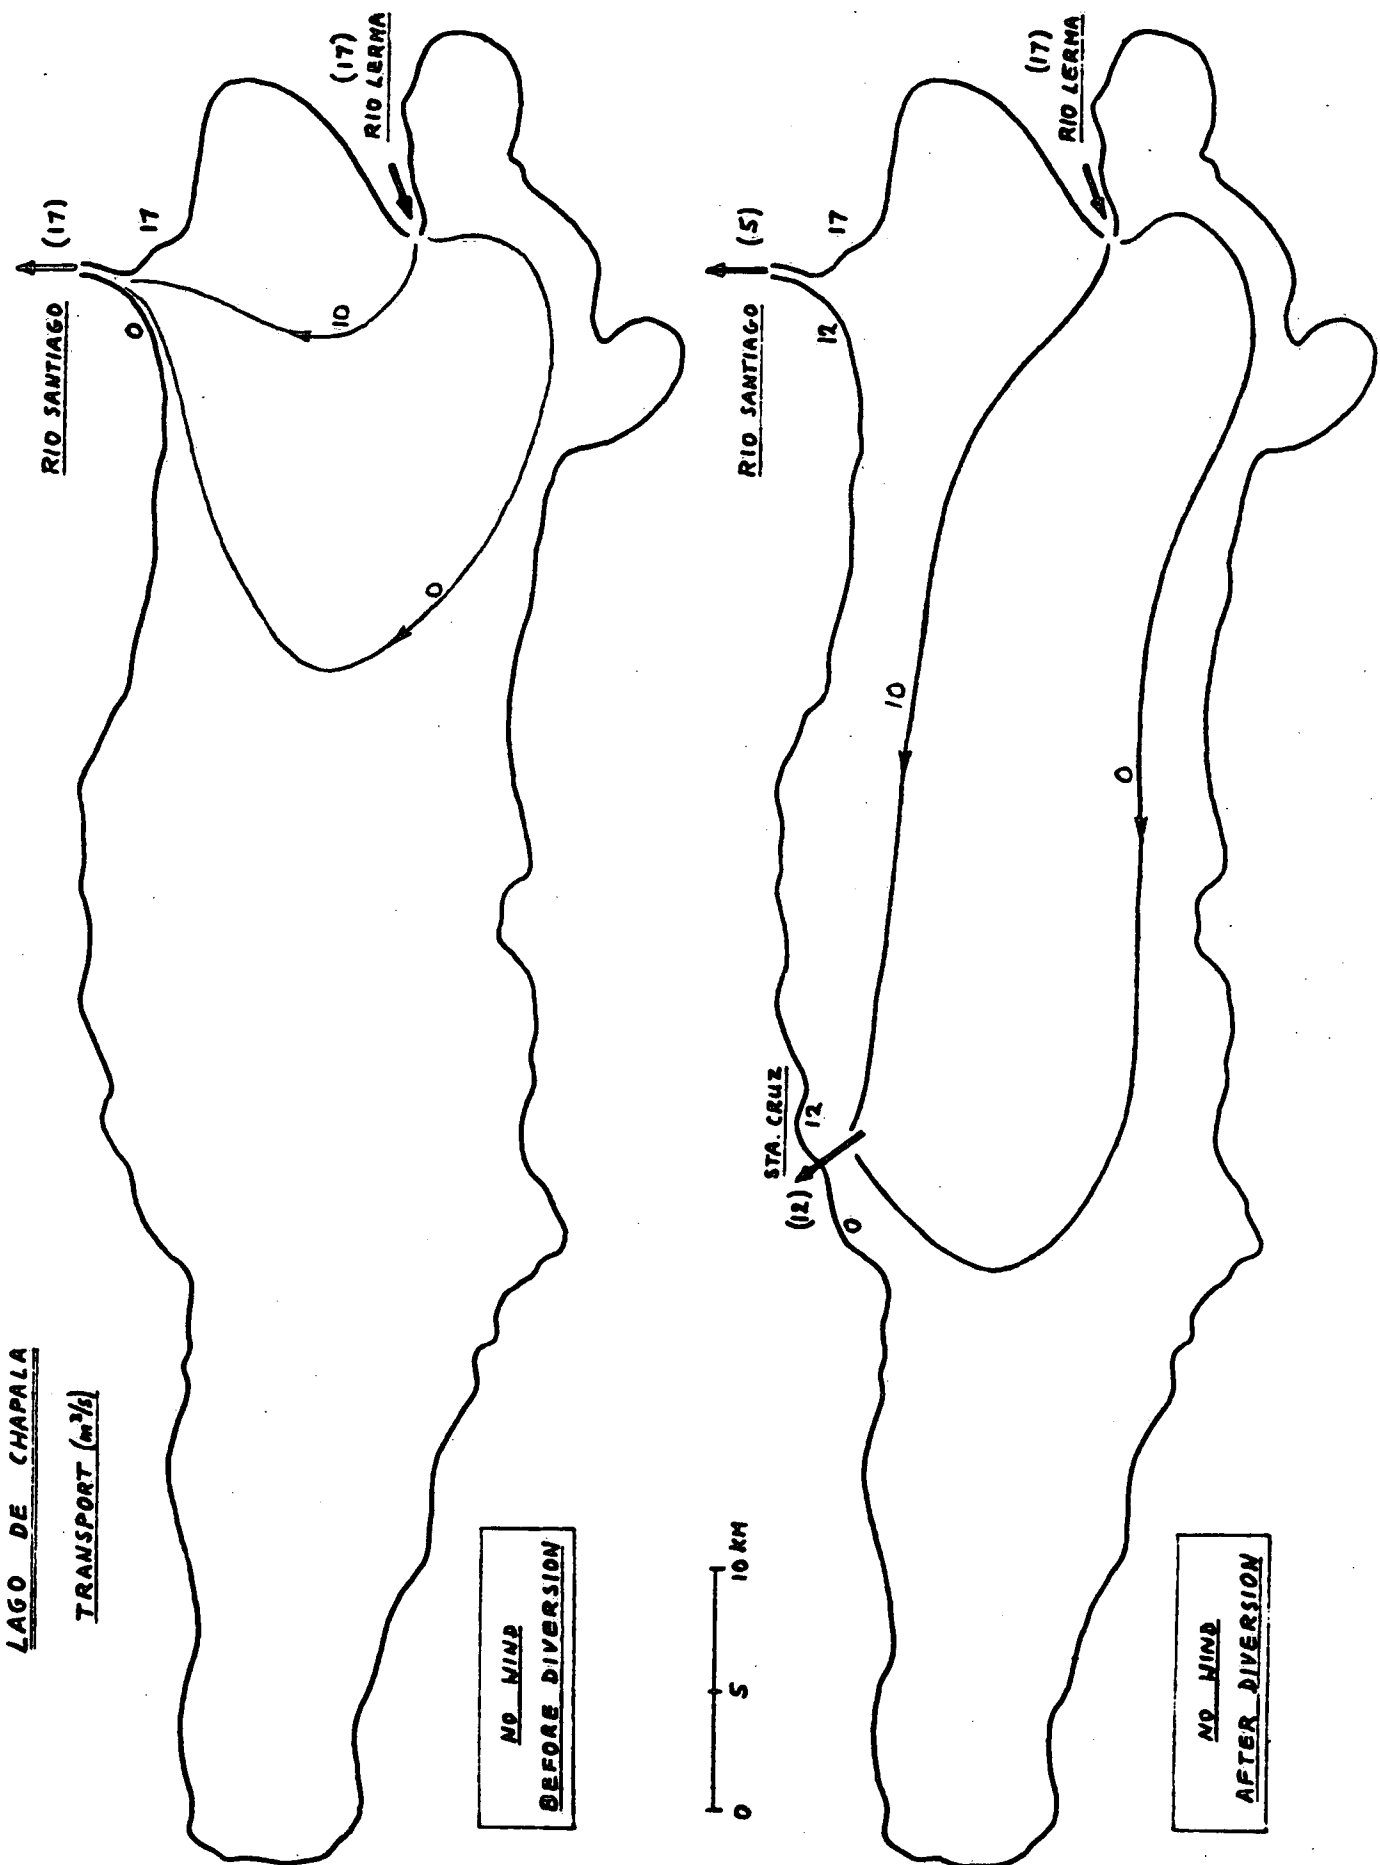 LAGO DE CHAPALA
TRANSPORT (m³/s)
NO WIND
BEFORE DIVERSION
RIO SANTIAGO
(17)
0
17
10
0
(17)
RIO LERMA
0 5 10 KM
NO WIND
AFTER DIVERSION
STA. CRUZ
(12)
12
0
RIO SANTIAGO
(5)
12
17
10
0
(17)
RIO LERMA